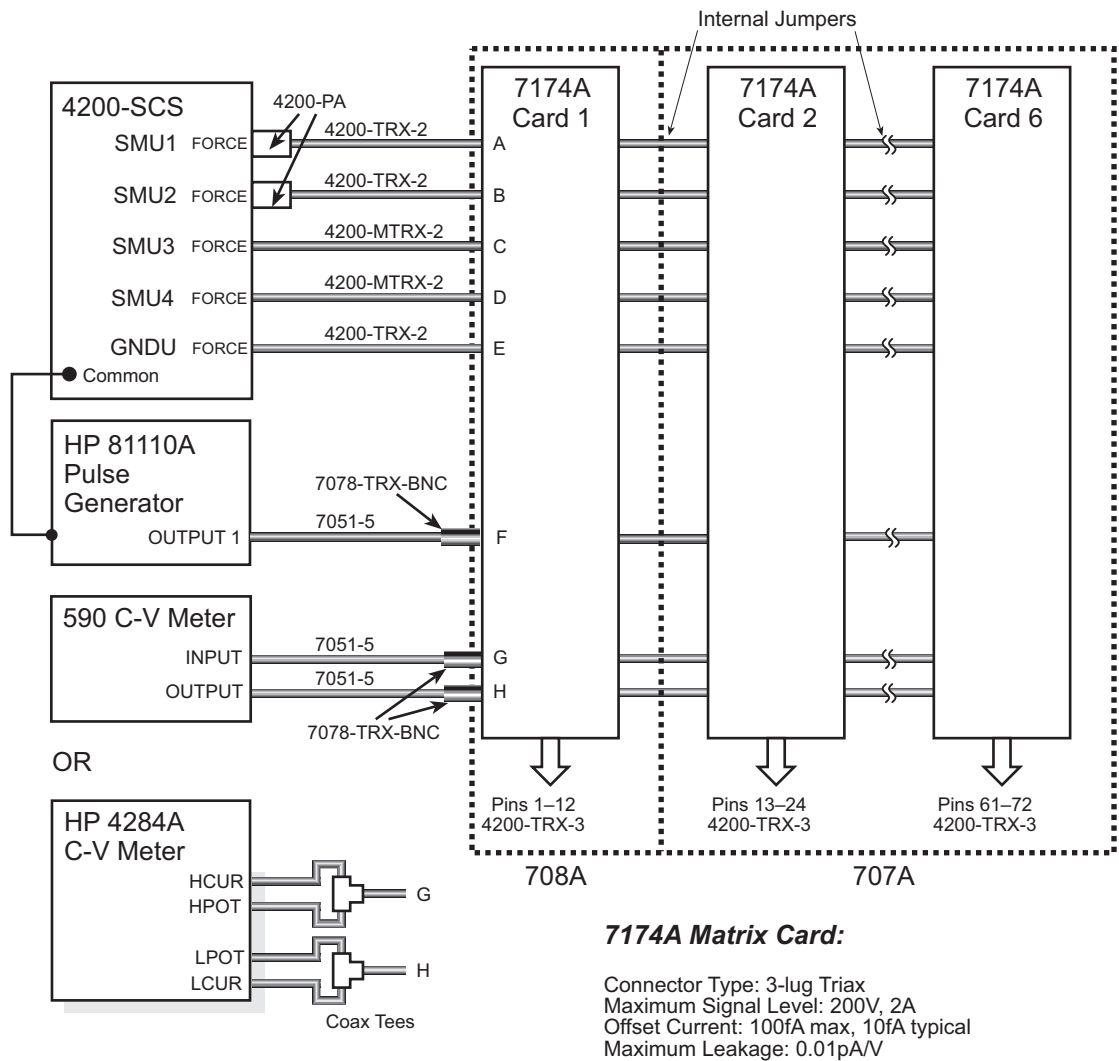 Internal Jumpers
4200-SCS
4200-PA
SMU1 FORCE
4200-TRX-2
A
SMU2 FORCE
4200-TRX-2
B
SMU3 FORCE
4200-MTRX-2
C
SMU4 FORCE
4200-MTRX-2
D
GNDU FORCE
4200-TRX-2
E
Common
7174A
Card 1
7174A
Card 2
7174A
Card 6
HP 81110A
Pulse
Generator
OUTPUT 1
7051-5
7078-TRX-BNC
F
590 C-V Meter
INPUT
7051-5
G
OUTPUT
7051-5
H
7078-TRX-BNC
OR
Pins 1–12
4200-TRX-3
Pins 13–24
4200-TRX-3
Pins 61–72
4200-TRX-3
708A
707A
HP 4284A
C-V Meter
HCUR
HPOT
G
LPOT
LCUR
H
Coax Tees
7174A Matrix Card:
Connector Type: 3-lug Triax
Maximum Signal Level: 200V, 2A
Offset Current: 100fA max, 10fA typical
Maximum Leakage: 0.01pA/V